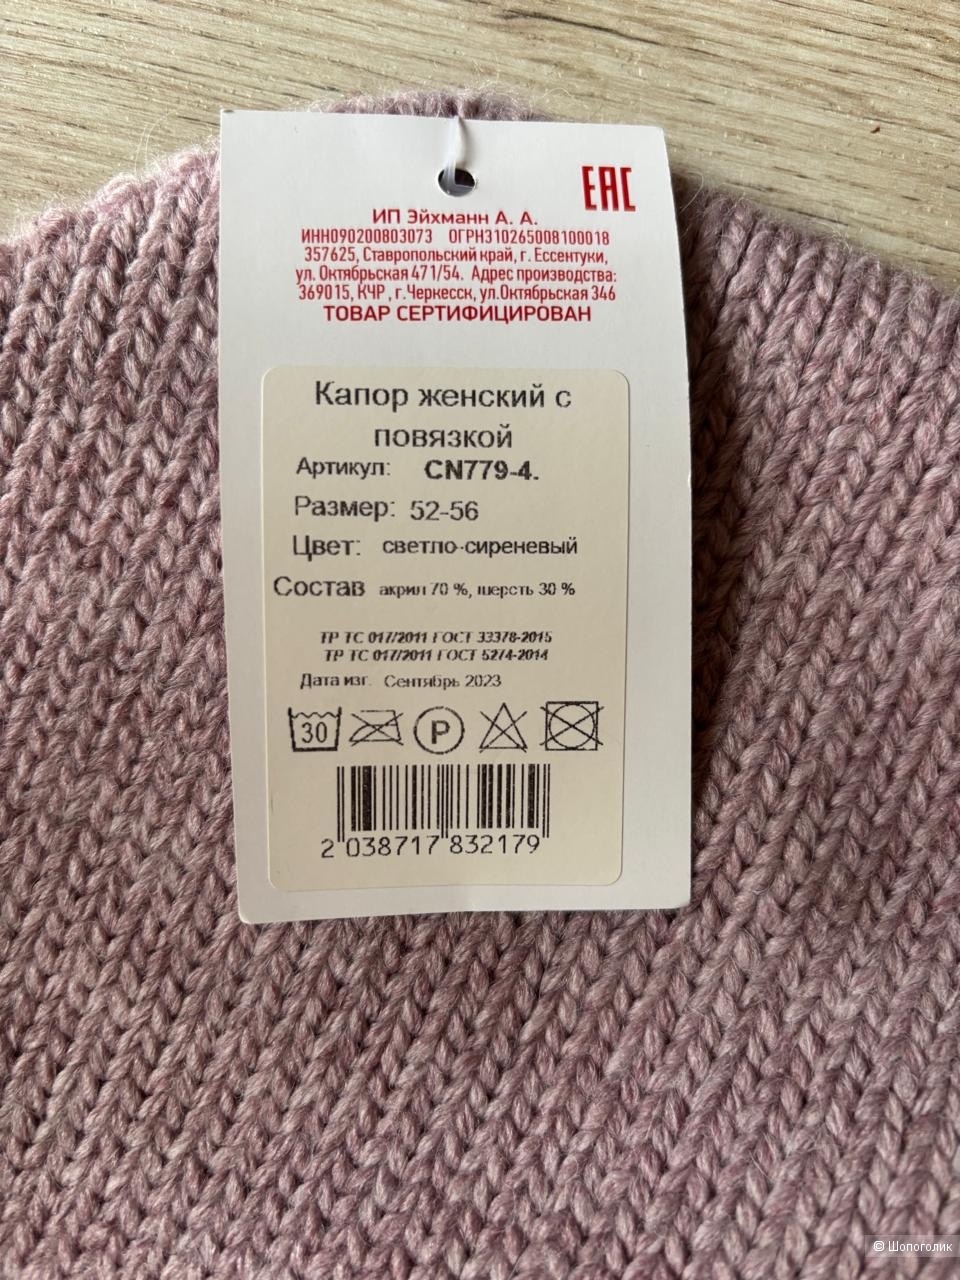 EAC
ИП Эйхманн А. А.
ИНН090200803073 ОГРН310265008100018
357625, Ставропольский край, г. Ессентуки,
ул. Октябрьская 471/54. Адрес производства:
369015, КЧР , г.Черкесск, ул.Октябрьская 346
ТОВАР СЕРТИФИЦИРОВАН
Капор женский с
повязкой
Артикул: CN779-4.
Размер: 52-56
Цвет: светло-сиреневый
Состав акрил 70 %, шерсть 30 %
ТР ТС 017/2011 ГОСТ 33378-2015
ТР ТС 017/2011 ГОСТ 5274-2014
Дата изг. Сентябрь 2023
30 P
2 038717 832179
© Шопоголик